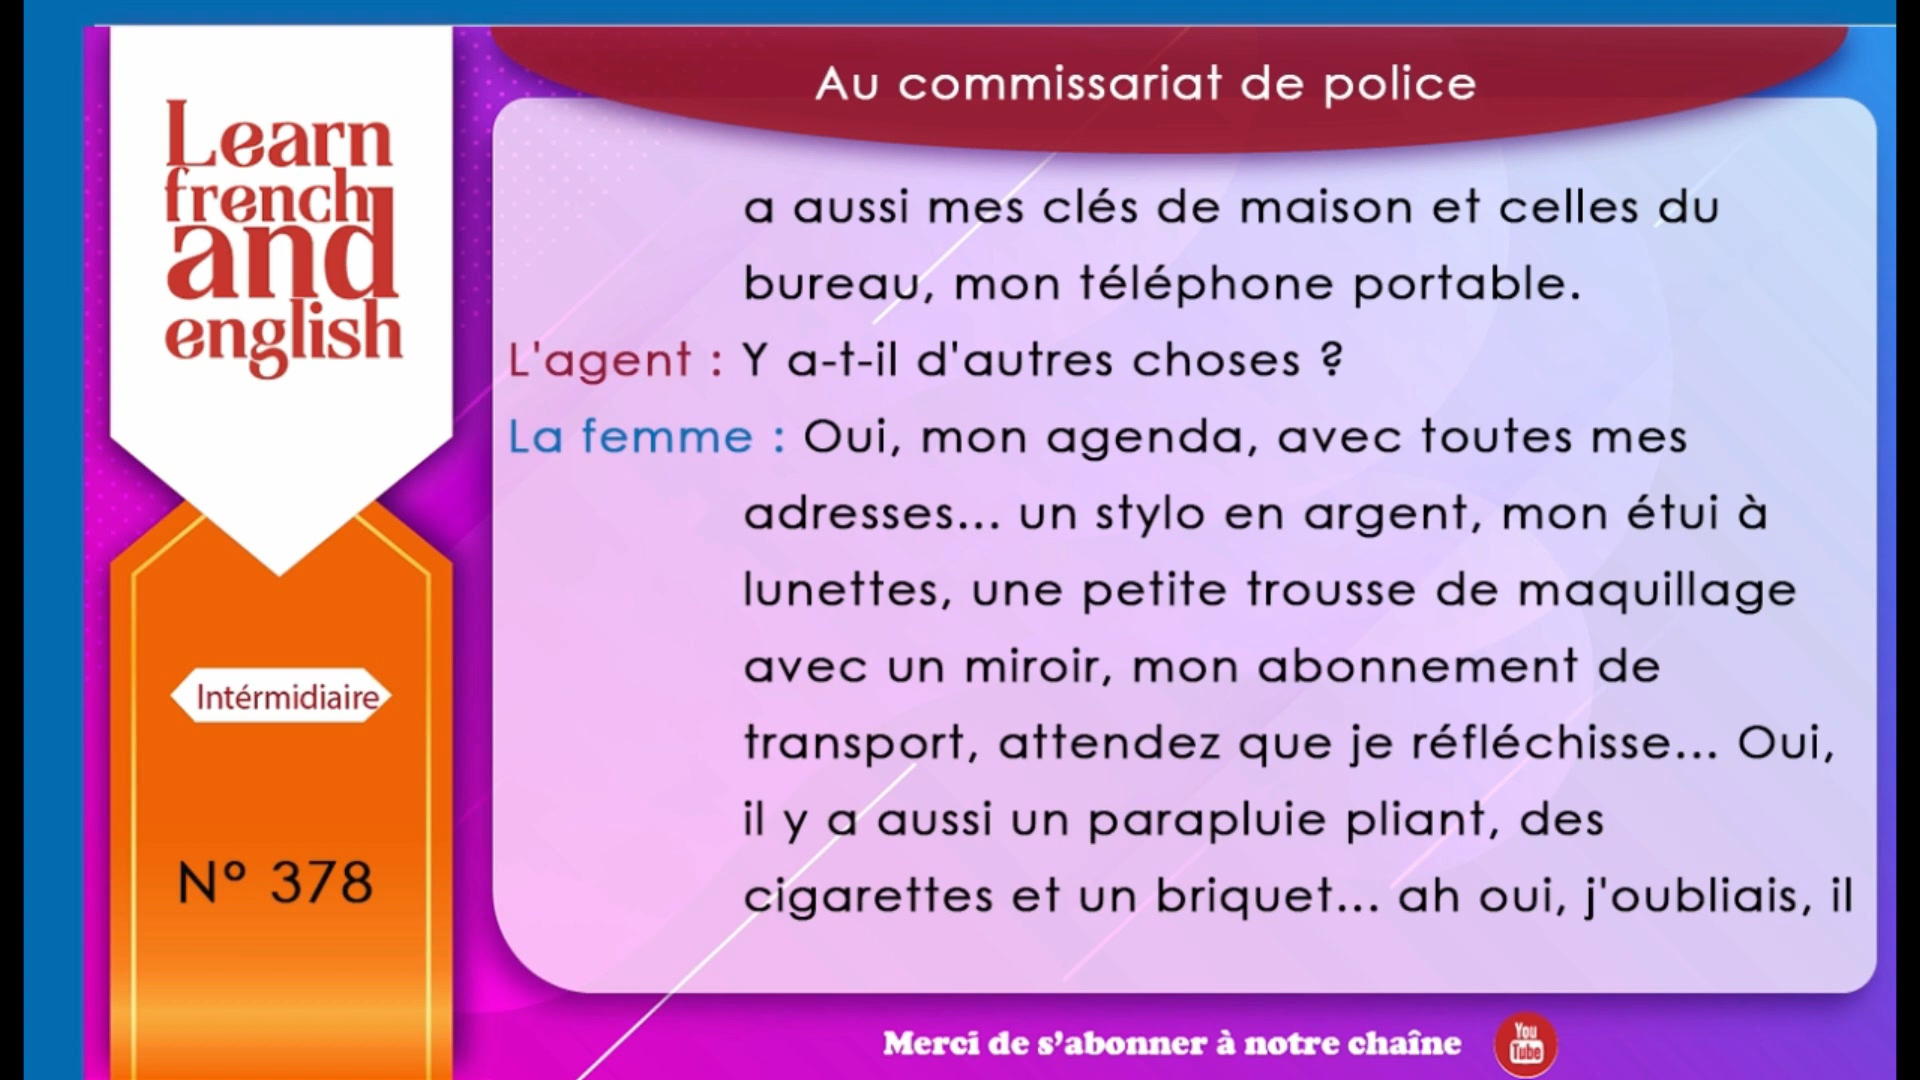 Learn
french
and
english
Intérmidiaire
N° 378
Au commissariat de police
a aussi mes clés de maison et celles du
bureau, mon téléphone portable.
L'agent : Y a-t-il d'autres choses ?
La femme : Oui, mon agenda, avec toutes mes
adresses... un stylo en argent, mon étui à
lunettes, une petite trousse de maquillage
avec un miroir, mon abonnement de
transport, attendez que je réfléchisse... Oui,
il y a aussi un parapluie pliant, des
cigarettes et un briquet... ah oui, j'oubliais, il
Merci de s'abonner à notre chaîne
You
Tube